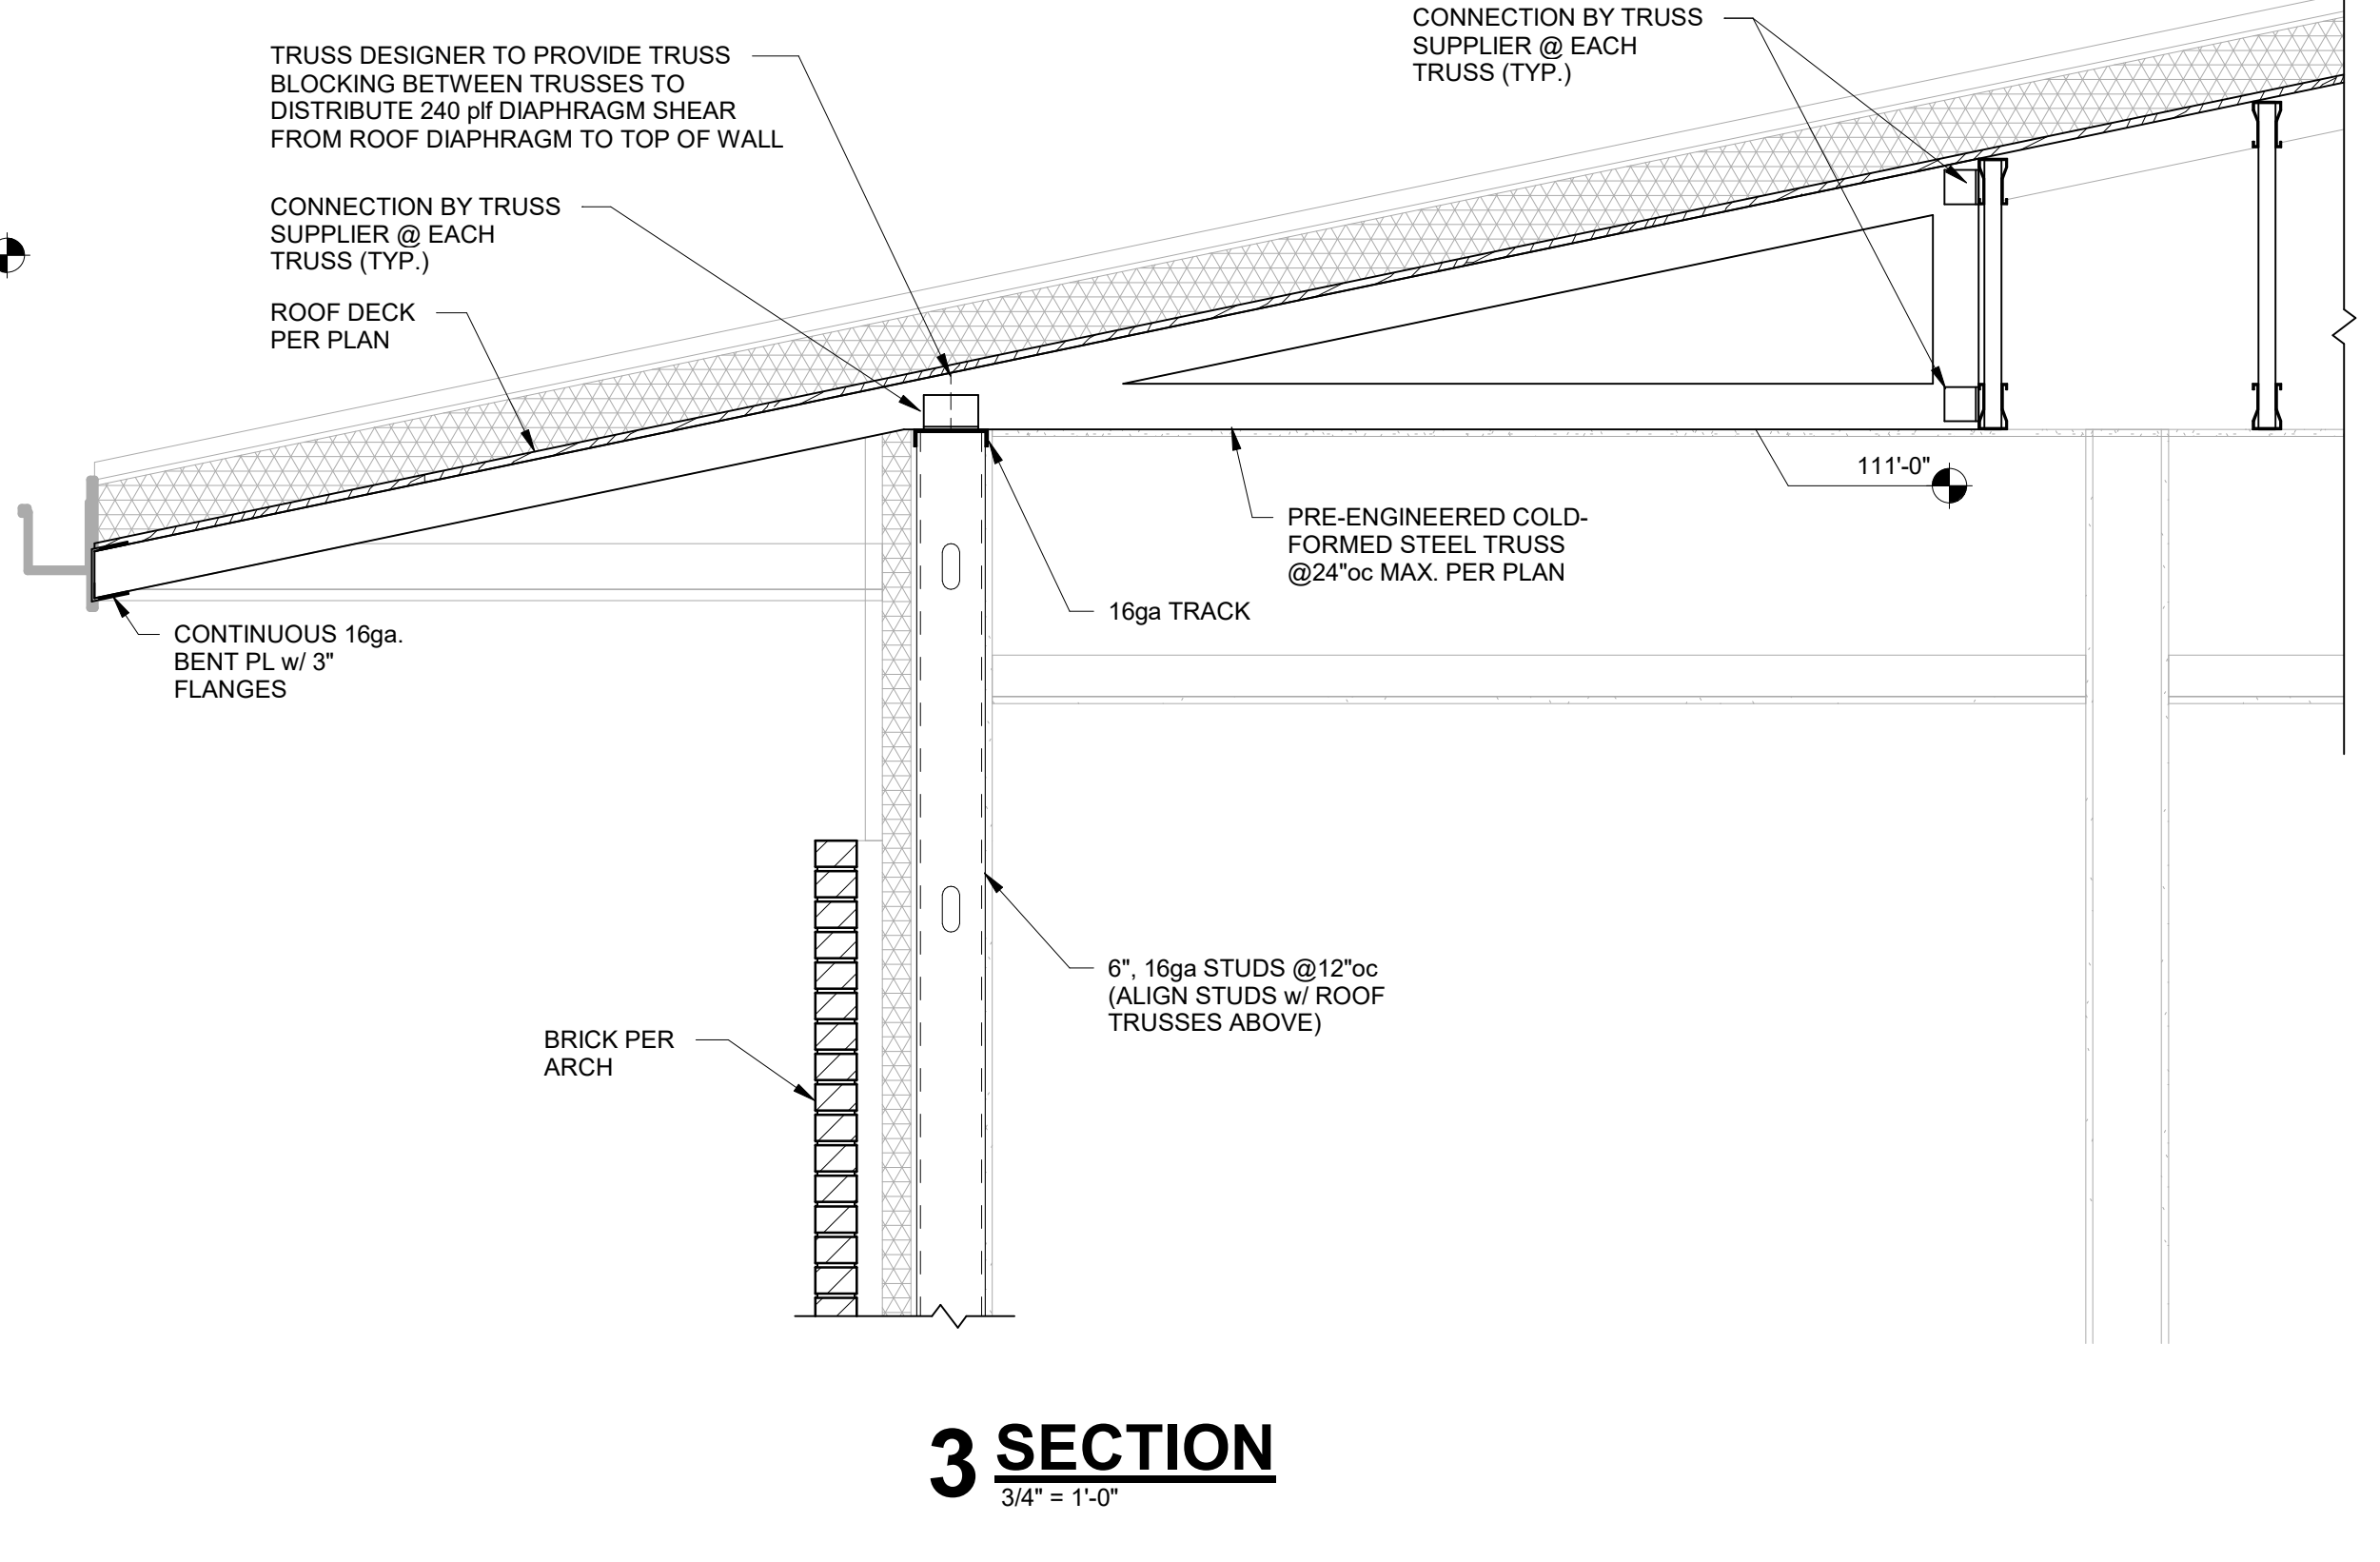 CONNECTION BY TRUSS
SUPPLIER @ EACH
TRUSS (TYP.)
TRUSS DESIGNER TO PROVIDE TRUSS
BLOCKING BETWEEN TRUSSES TO
DISTRIBUTE 240 plf DIAPHRAGM SHEAR
FROM ROOF DIAPHRAGM TO TOP OF WALL
CONNECTION BY TRUSS
SUPPLIER @ EACH
TRUSS (TYP.)
ROOF DECK
PER PLAN
111'-0"
PRE-ENGINEERED COLD-
FORMED STEEL TRUSS
@24"oc MAX. PER PLAN
16ga TRACK
CONTINUOUS 16ga.
BENT PL w/ 3"
FLANGES
6", 16ga STUDS @12"oc
(ALIGN STUDS w/ ROOF
TRUSSES ABOVE)
BRICK PER
ARCH
3 SECTION
3/4" = 1'-0"